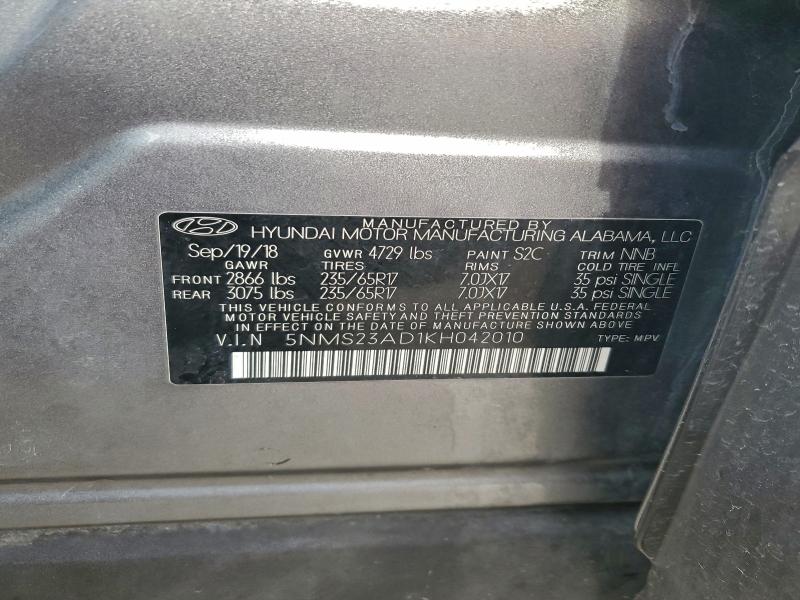 MANUFACTURED BY
HYUNDAI MOTOR MANUFACTURING ALABAMA, LLC
Sep/19/18 GVWR 4729 lbs PAINT S2C TRIM NNB
GAWR TIRES RIMS COLD TIRE INFL
FRONT 2866 lbs 235/65R17 7.0JX17 35 psi SINGLE
REAR 3075 lbs 235/65R17 7.0JX17 35 psi SINGLE
THIS VEHICLE CONFORMS TO ALL APPLICABLE U.S.A. FEDERAL
MOTOR VEHICLE SAFETY AND THEFT PREVENTION STANDARDS
IN EFFECT ON THE DATE OF MANUFACTURE SHOWN ABOVE
V.I.N 5NMS23AD1KH042010 TYPE: MPV